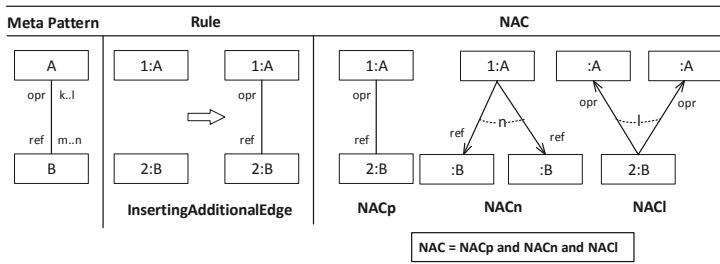 Meta Pattern Rule NAC
A 1:A 1:A 1:A 1:A :A :A
opr k..l opr opr opr opr
n l
ref ref
ref m..n ref ref
B 2:B 2:B 2:B :B :B 2:B
InsertingAdditionalEdge NACp NACn NACl
NAC = NACp and NACn and NACl